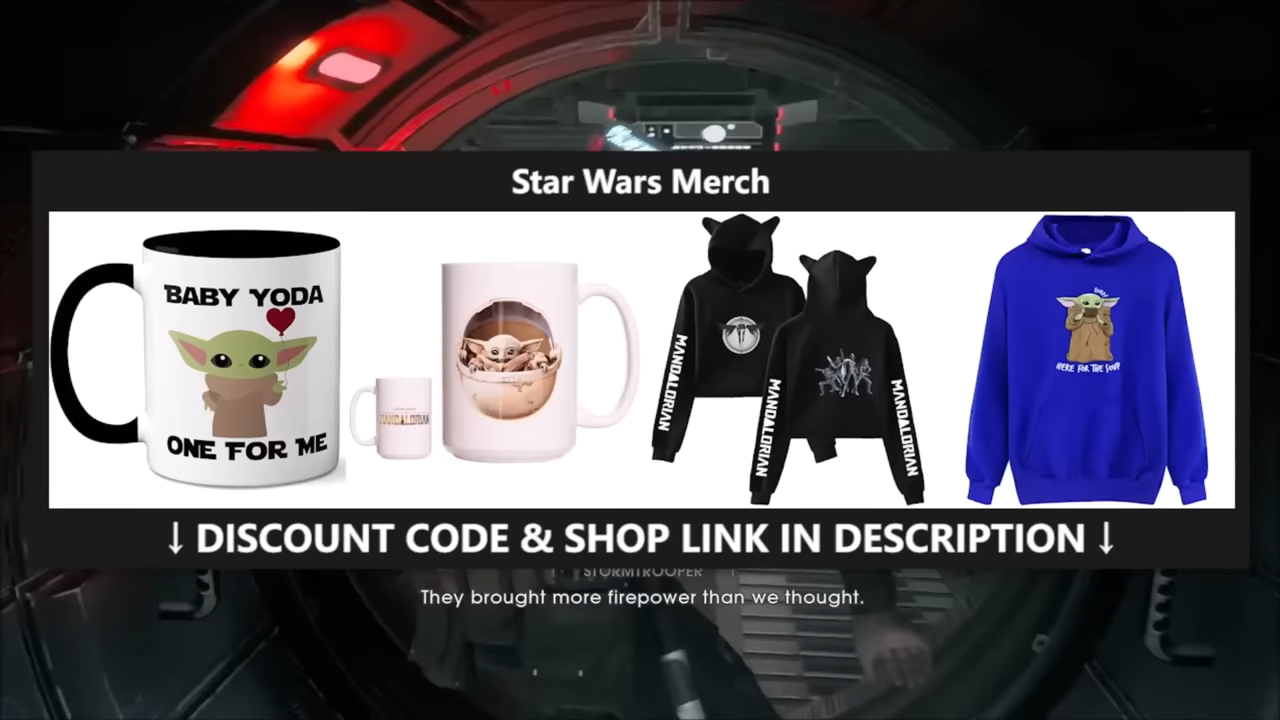 Star Wars Merch
BABY YODA
ONE FOR ME
MANDALORIAN
MANDALORIAN
MANDALORIAN
MANDALORIAN
HERE FOR THE SOUP
↓ DISCOUNT CODE & SHOP LINK IN DESCRIPTION ↓
STORMTROOPER
They brought more firepower than we thought.